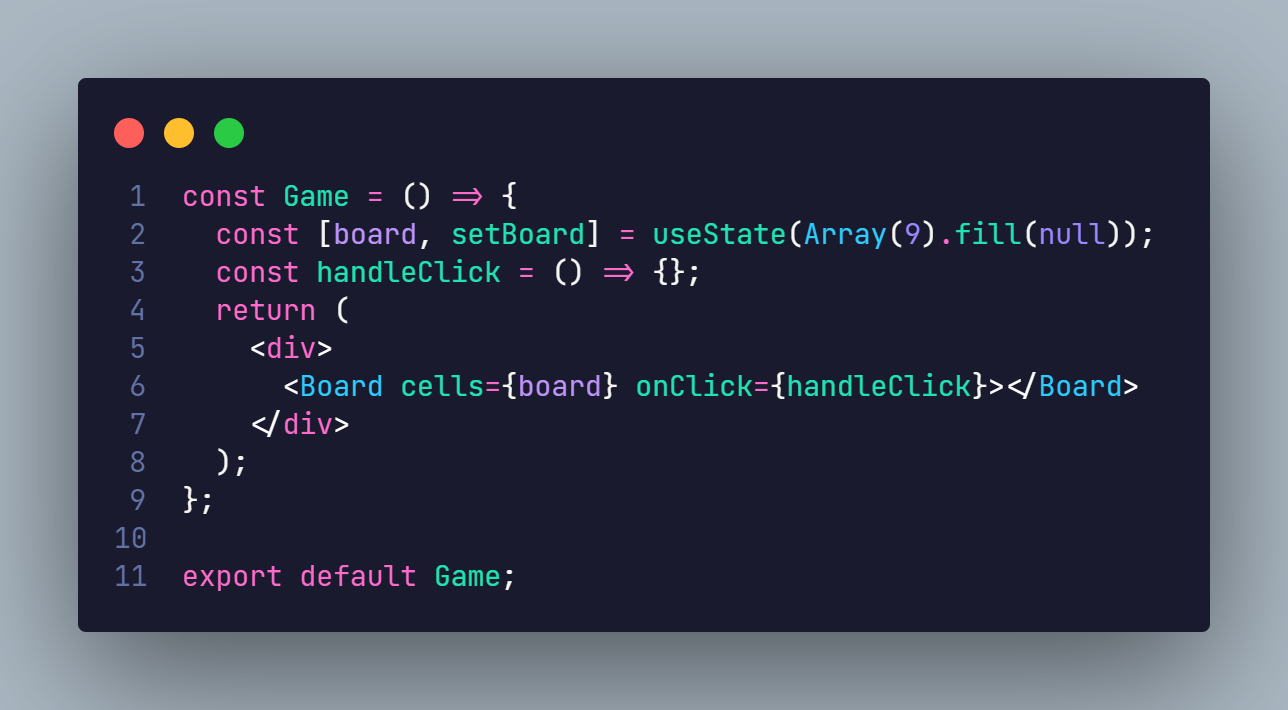 1 const Game = () => {
2   const [board, setBoard] = useState(Array(9).fill(null));
3   const handleClick = () => {};
4   return (
5     <div>
6       <Board cells={board} onClick={handleClick}></Board>
7     </div>
8   );
9 };
10
11 export default Game;